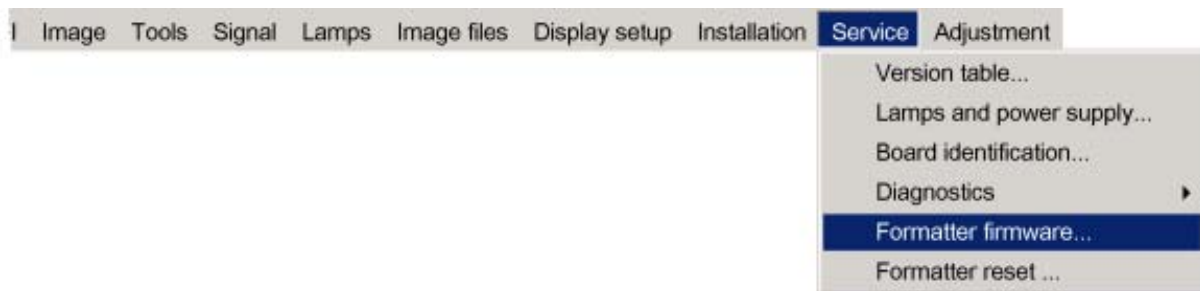 Image Tools Signal Lamps Image files Display setup Installation Service Adjustment
Version table...
Lamps and power supply...
Board identification...
Diagnostics
Formatter firmware...
Formatter reset ...